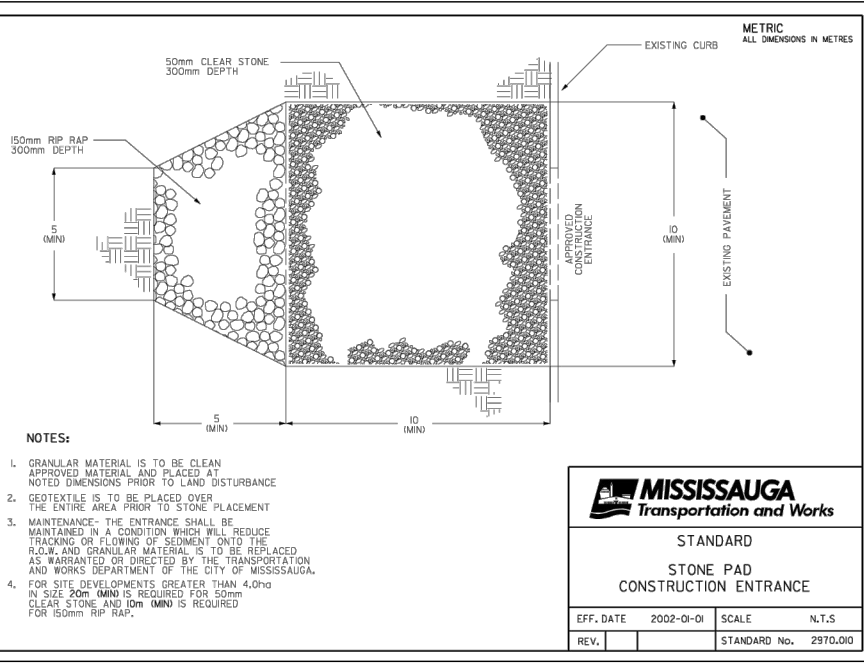 METRIC
ALL DIMENSIONS IN METRES
EXISTING CURB
50mm CLEAR STONE
300mm DEPTH
150mm RIP RAP
300mm DEPTH
5
(MIN)
APPROVED
CONSTRUCTION
ENTRANCE
10
(MIN)
EXISTING PAVEMENT
5
(MIN)
10
(MIN)
NOTES:
1. GRANULAR MATERIAL IS TO BE CLEAN
APPROVED MATERIAL AND PLACED AT
NOTED DIMENSIONS PRIOR TO LAND DISTURBANCE
2. GEOTEXTILE IS TO BE PLACED OVER
THE ENTIRE AREA PRIOR TO STONE PLACEMENT
3. MAINTENANCE- THE ENTRANCE SHALL BE
MAINTAINED IN A CONDITION WHICH WILL REDUCE
TRACKING OR FLOWING OF SEDIMENT ONTO THE
R.O.W. AND GRANULAR MATERIAL IS TO BE REPLACED
AS WARRANTED OR DIRECTED BY THE TRANSPORTATION
AND WORKS DEPARTMENT OF THE CITY OF MISSISSAUGA.
4. FOR SITE DEVELOPMENTS GREATER THAN 4.0ha
IN SIZE 20m (MIN) IS REQUIRED FOR 50mm
CLEAR STONE AND 10m (MIN) IS REQUIRED
FOR 150mm RIP RAP.
MISSISSAUGA
Transportation and Works
STANDARD
STONE PAD
CONSTRUCTION ENTRANCE
EFF. DATE 2002-01-01 SCALE N.T.S
REV. STANDARD No. 2970.010